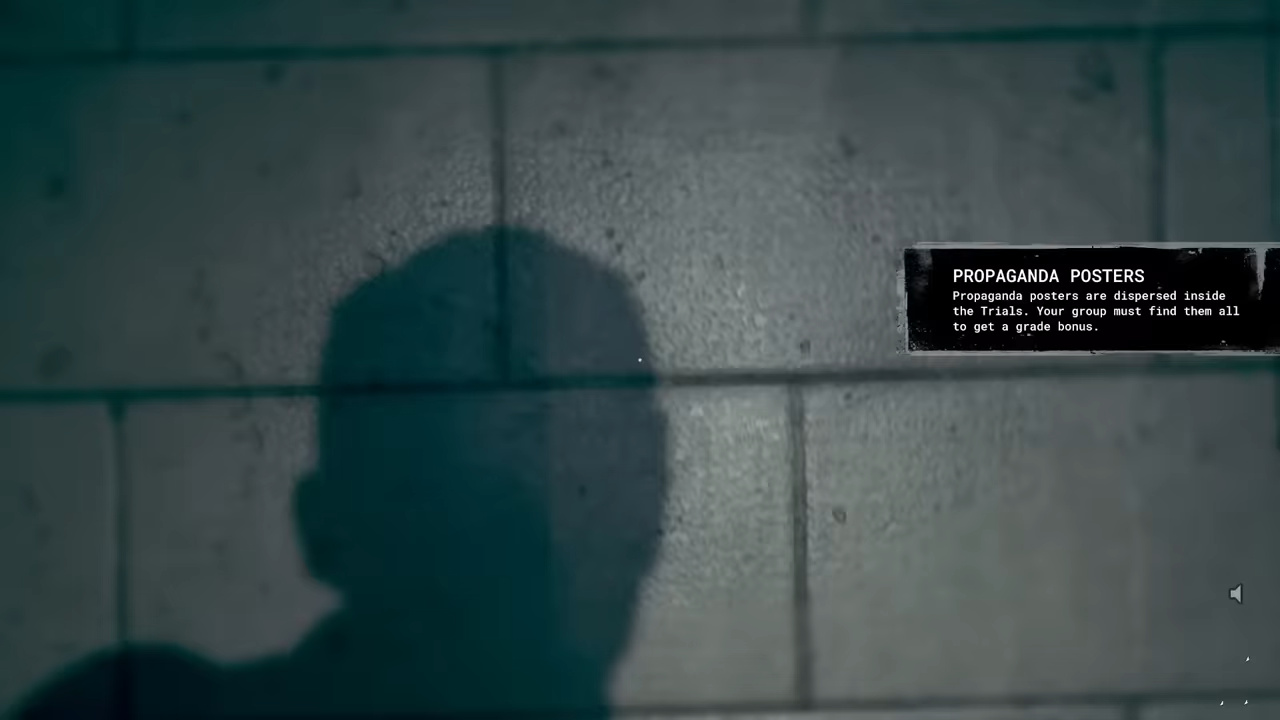 PROPAGANDA POSTERS
Propaganda posters are dispersed inside
the Trials. Your group must find them all
to get a grade bonus.